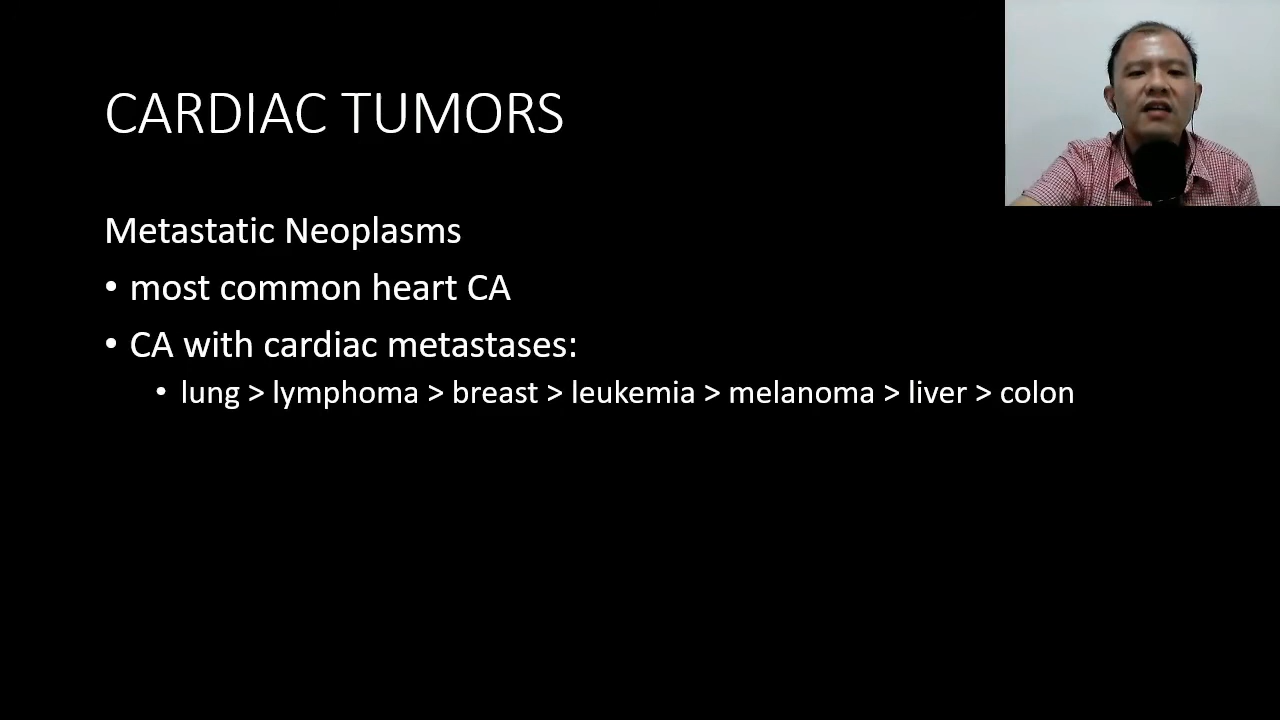 CARDIAC TUMORS
Metastatic Neoplasms
• most common heart CA
• CA with cardiac metastases:
• lung > lymphoma > breast > leukemia > melanoma > liver > colon